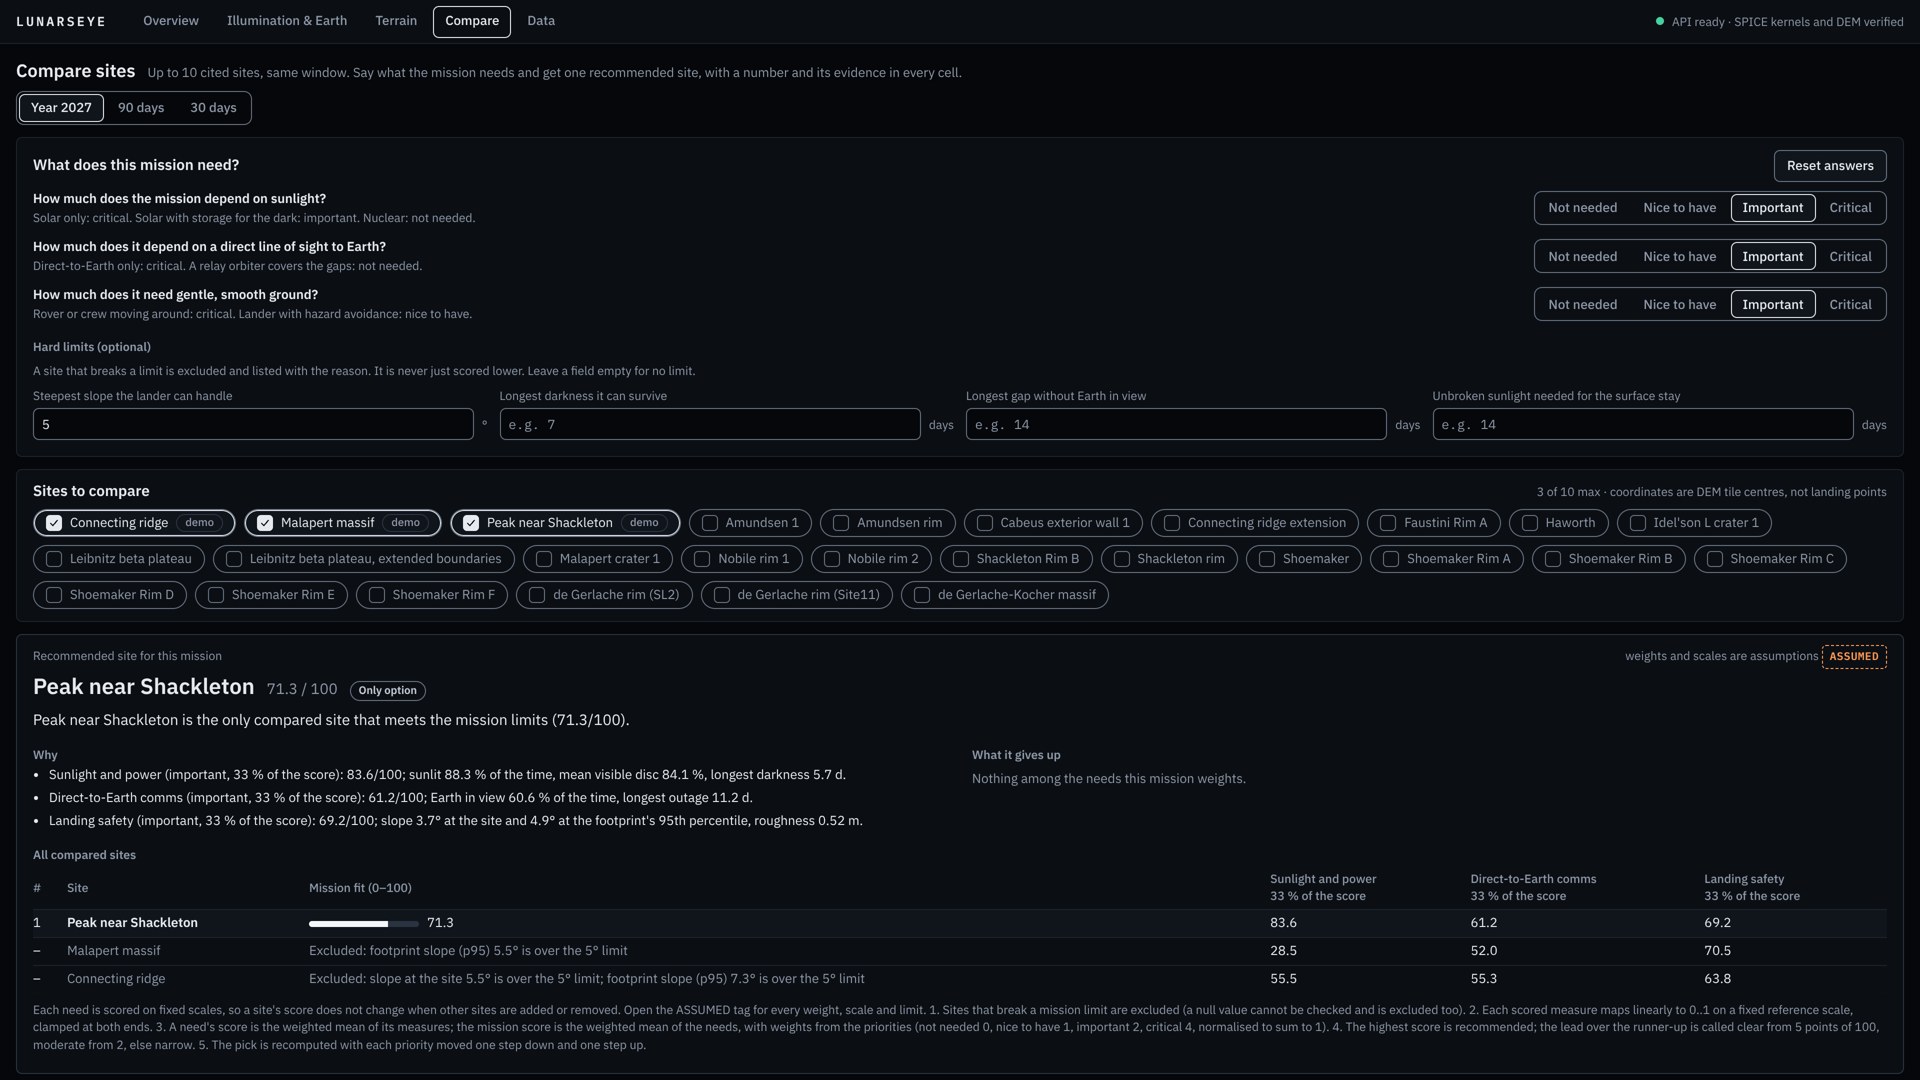 LUNARSEYE Overview Illumination & Earth Terrain Compare Data API ready · SPICE kernels and DEM verified
Compare sites Up to 10 cited sites, same window. Say what the mission needs and get one recommended site, with a number and its evidence in every cell.
Year 2027 90 days 30 days
What does this mission need? Reset answers
How much does the mission depend on sunlight?
Solar only: critical. Solar with storage for the dark: important. Nuclear: not needed.
Not needed Nice to have Important Critical
How much does it depend on a direct line of sight to Earth?
Direct-to-Earth only: critical. A relay orbiter covers the gaps: not needed.
Not needed Nice to have Important Critical
How much does it need gentle, smooth ground?
Rover or crew moving around: critical. Lander with hazard avoidance: nice to have.
Not needed Nice to have Important Critical
Hard limits (optional)
A site that breaks a limit is excluded and listed with the reason. It is never just scored lower. Leave a field empty for no limit.
Steepest slope the lander can handle Longest darkness it can survive Longest gap without Earth in view Unbroken sunlight needed for the surface stay
5 ° e.g. 7 days e.g. 14 days e.g. 14 days
Sites to compare 3 of 10 max · coordinates are DEM tile centres, not landing points
Connecting ridge demo Malapert massif demo Peak near Shackleton demo Amundsen 1 Amundsen rim Cabeus exterior wall 1 Connecting ridge extension Faustini Rim A Haworth Idel'son L crater 1
Leibnitz beta plateau Leibnitz beta plateau, extended boundaries Malapert crater 1 Nobile rim 1 Nobile rim 2 Shackleton Rim B Shackleton rim Shoemaker Shoemaker Rim A Shoemaker Rim B Shoemaker Rim C
Shoemaker Rim D Shoemaker Rim E Shoemaker Rim F de Gerlache rim (SL2) de Gerlache rim (Site11) de Gerlache-Kocher massif
Recommended site for this mission weights and scales are assumptions ASSUMED
Peak near Shackleton 71.3 / 100 Only option
Peak near Shackleton is the only compared site that meets the mission limits (71.3/100).
Why
• Sunlight and power (important, 33 % of the score): 83.6/100; sunlit 88.3 % of the time, mean visible disc 84.1 %, longest darkness 5.7 d.
• Direct-to-Earth comms (important, 33 % of the score): 61.2/100; Earth in view 60.6 % of the time, longest outage 11.2 d.
• Landing safety (important, 33 % of the score): 69.2/100; slope 3.7° at the site and 4.9° at the footprint's 95th percentile, roughness 0.52 m.
What it gives up
Nothing among the needs this mission weights.
All compared sites
# Site Mission fit (0–100) Sunlight and power 33 % of the score Direct-to-Earth comms 33 % of the score Landing safety 33 % of the score
1 Peak near Shackleton 71.3 83.6 61.2 69.2
– Malapert massif Excluded: footprint slope (p95) 5.5° is over the 5° limit 28.5 52.0 70.5
– Connecting ridge Excluded: slope at the site 5.5° is over the 5° limit; footprint slope (p95) 7.3° is over the 5° limit 55.5 55.3 63.8
Each need is scored on fixed scales, so a site's score does not change when other sites are added or removed. Open the ASSUMED tag for every weight, scale and limit. 1. Sites that break a mission limit are excluded (a null value cannot be checked and is excluded too). 2. Each scored measure maps linearly to 0..1 on a fixed reference scale,
clamped at both ends. 3. A need's score is the weighted mean of its measures; the mission score is the weighted mean of the needs, with weights from the priorities (not needed 0, nice to have 1, important 2, critical 4, normalised to sum to 1). 4. The highest score is recommended; the lead over the runner-up is called clear from 5 points of 100,
moderate from 2, else narrow. 5. The pick is recomputed with each priority moved one step down and one step up.